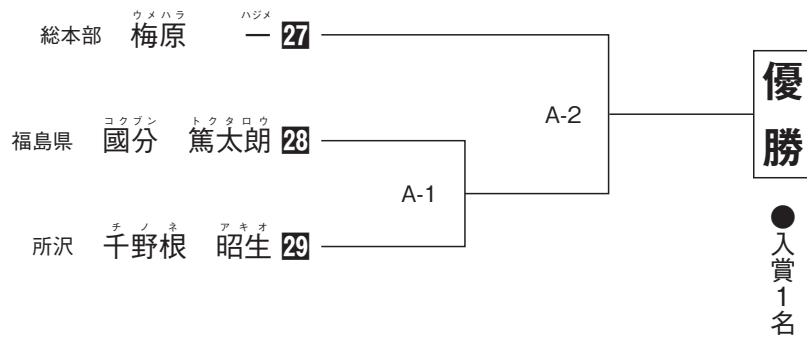 ウメハラ ハジメ
総本部 梅原 一 27
A-2
コクブン トクタロウ
福島県 國分 篤太朗 28
A-1
チノネ アキオ
所沢 千野根 昭生 29
優勝
●入賞1名